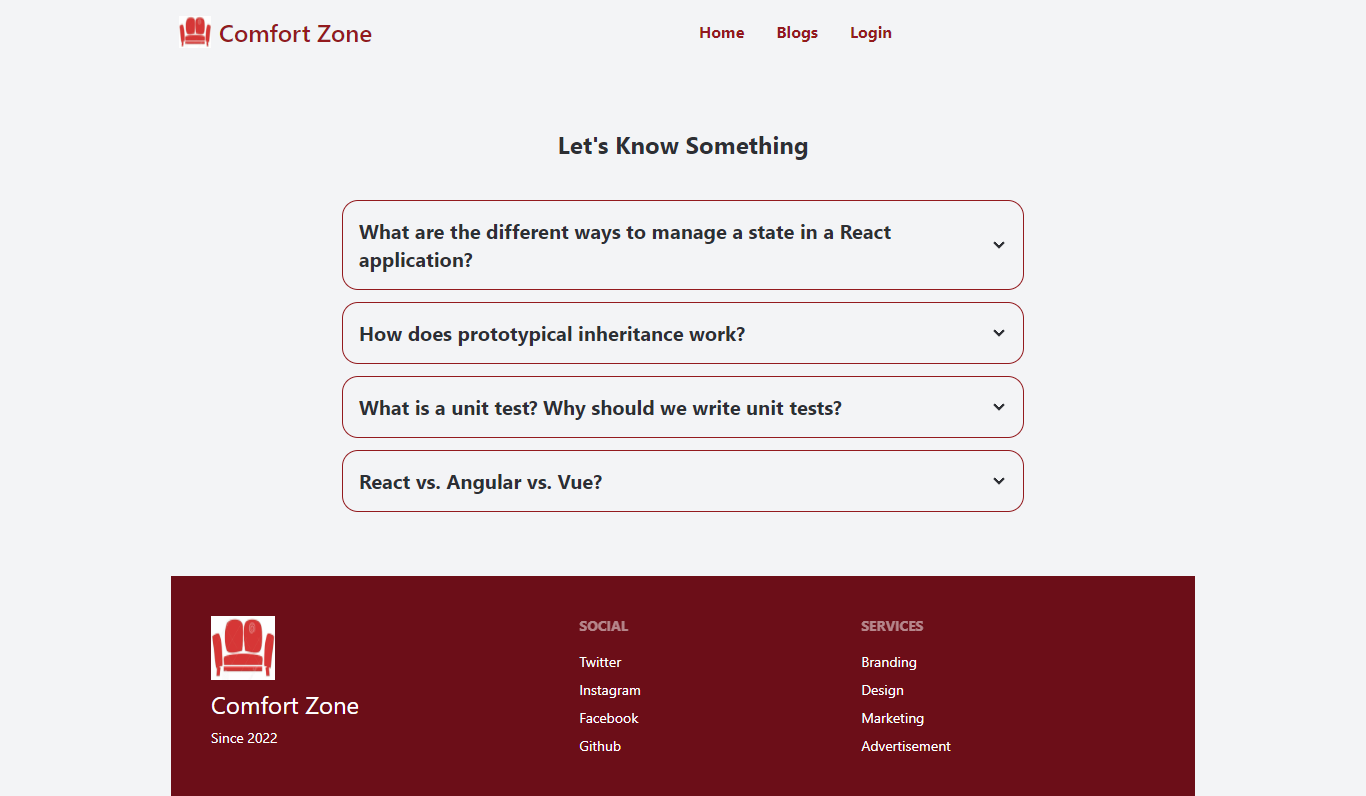 Comfort Zone
Home Blogs Login
Let's Know Something
What are the different ways to manage a state in a React
application?
How does prototypical inheritance work?
What is a unit test? Why should we write unit tests?
React vs. Angular vs. Vue?
Comfort Zone
Since 2022
SOCIAL
Twitter
Instagram
Facebook
Github
SERVICES
Branding
Design
Marketing
Advertisement